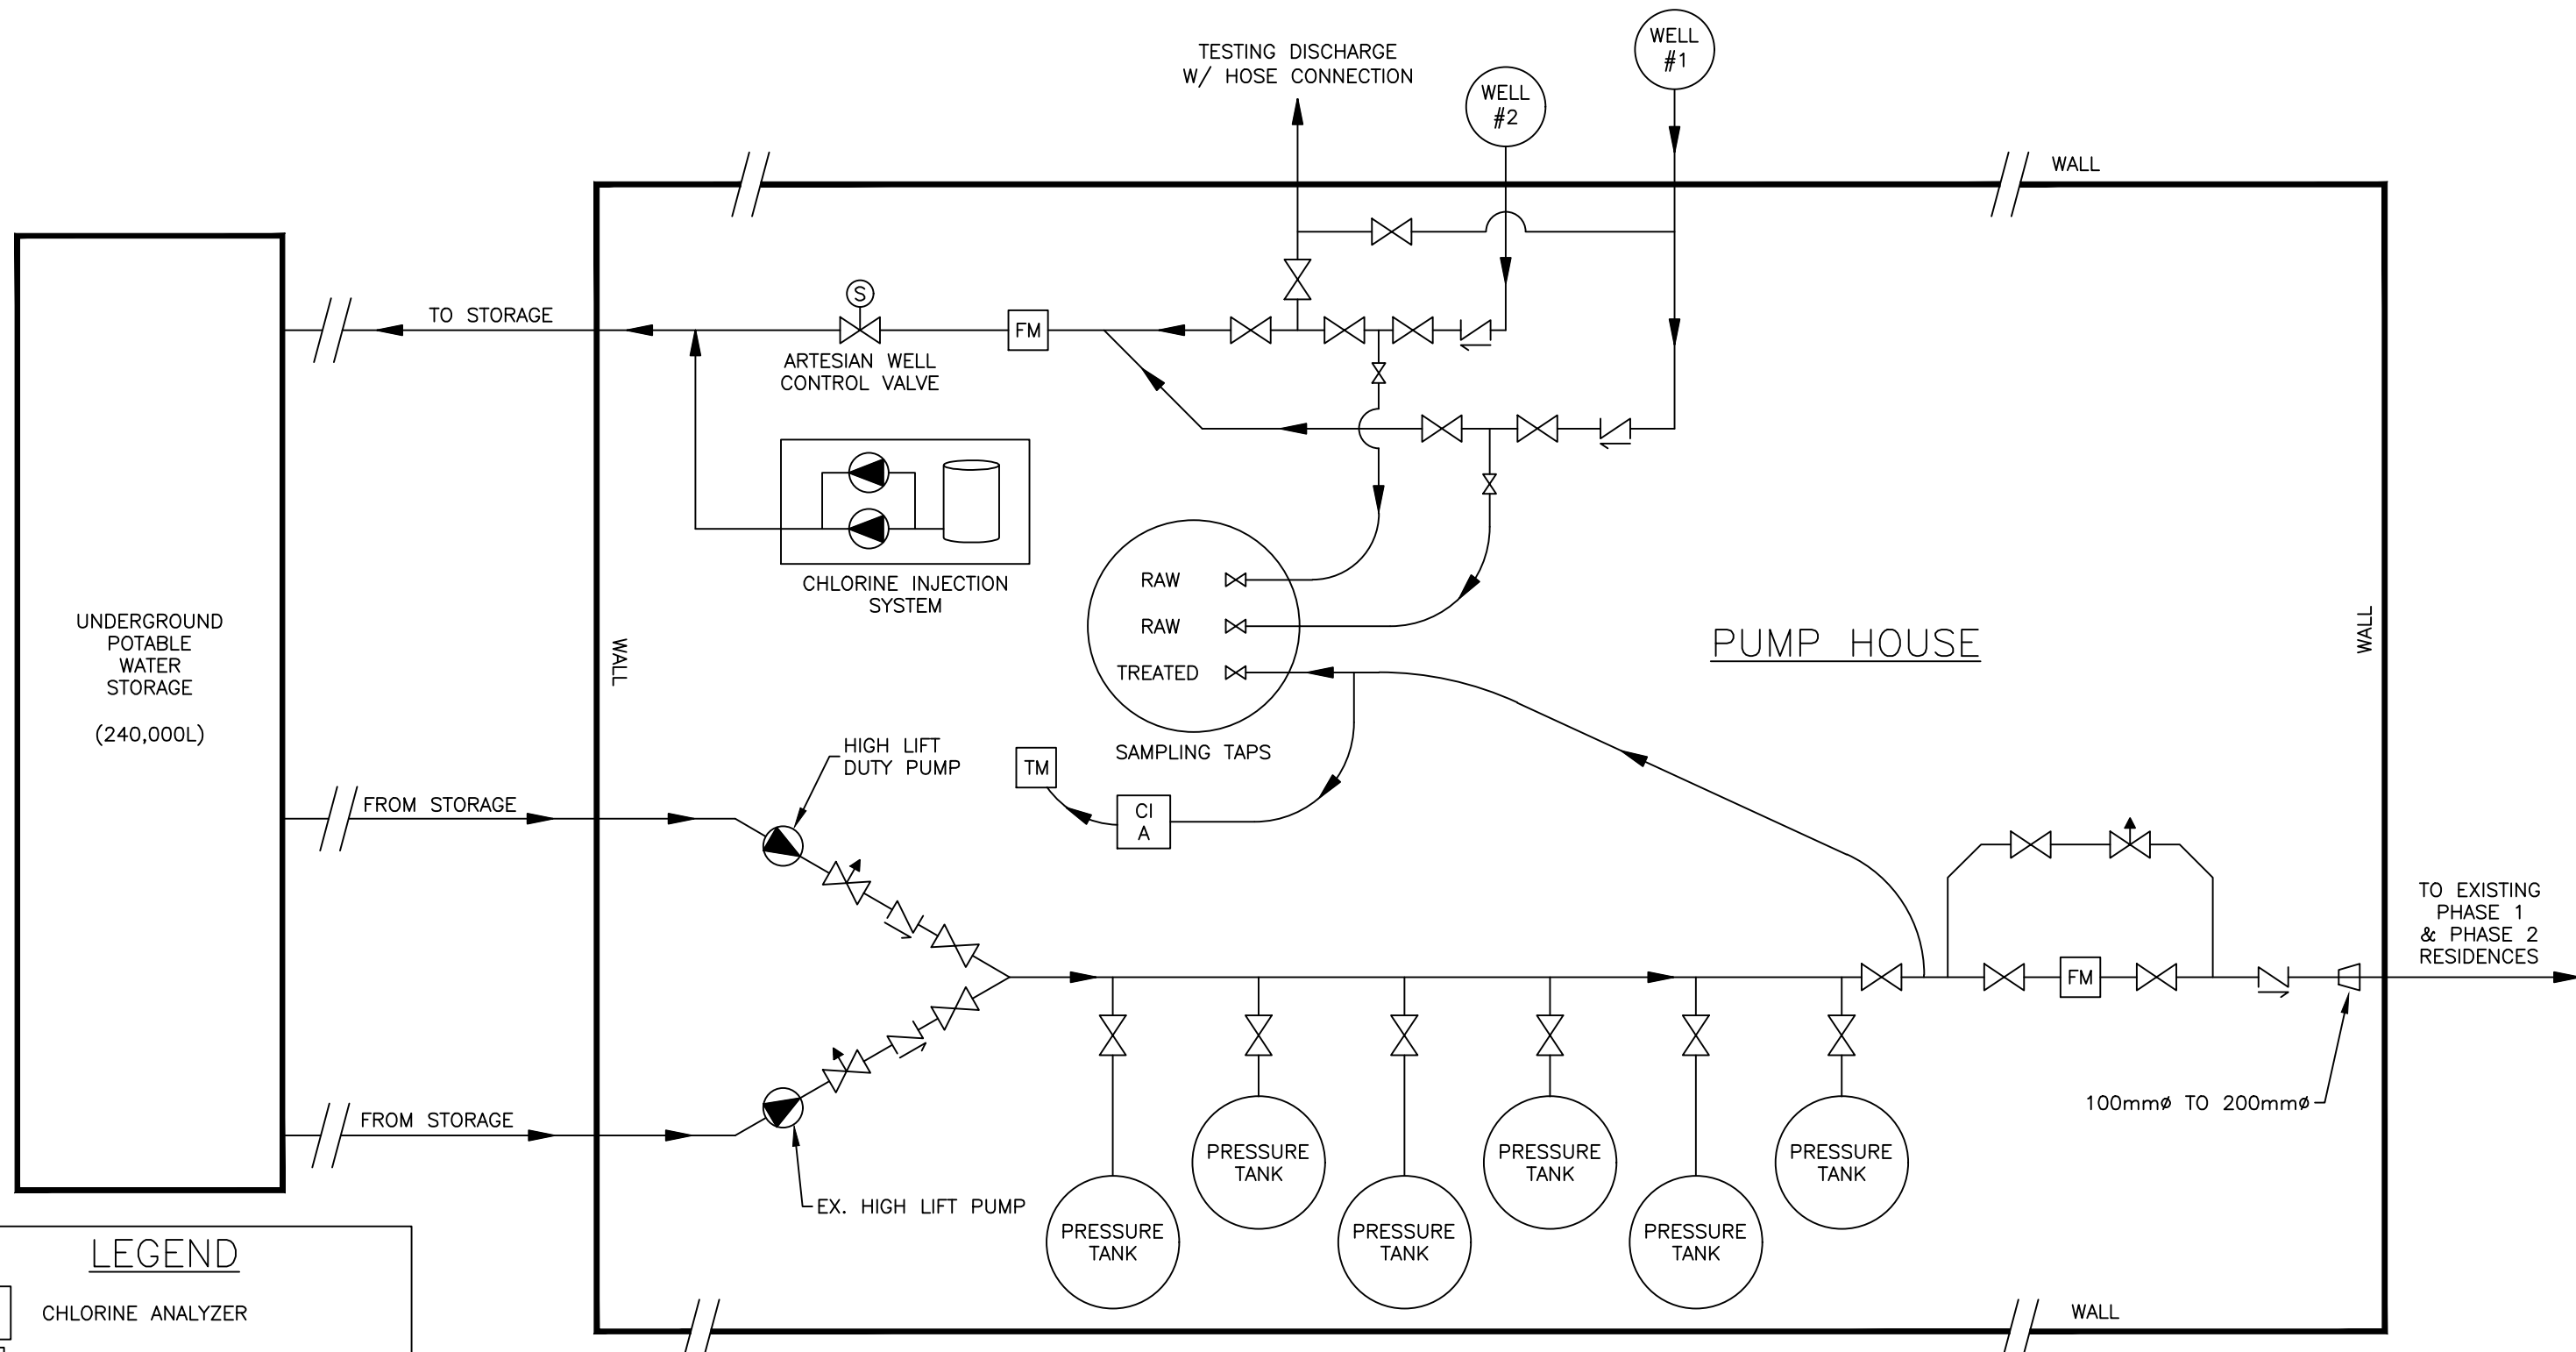 TESTING DISCHARGE
W/ HOSE CONNECTION
WELL
#2
WELL
#1
WALL
TO STORAGE
S
ARTESIAN WELL
CONTROL VALVE
FM
CHLORINE INJECTION
SYSTEM
UNDERGROUND
POTABLE
WATER
STORAGE
(240,000L)
WALL
RAW
RAW
TREATED
SAMPLING TAPS
PUMP HOUSE
WALL
HIGH LIFT
DUTY PUMP
TM
Cl
A
FROM STORAGE
FROM STORAGE
EX. HIGH LIFT PUMP
FM
TO EXISTING
PHASE 1
& PHASE 2
RESIDENCES
100mmø TO 200mmø
PRESSURE
TANK
PRESSURE
TANK
PRESSURE
TANK
PRESSURE
TANK
PRESSURE
TANK
PRESSURE
TANK
WALL
LEGEND
CHLORINE ANALYZER